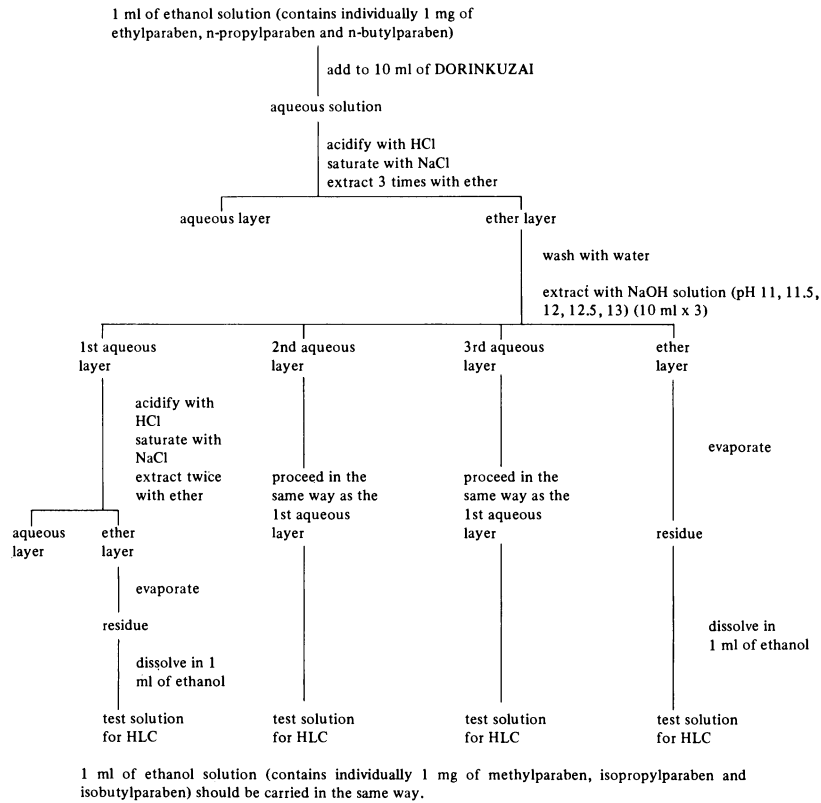 1 ml of ethanol solution (contains individually 1 mg of
ethylparaben, n-propylparaben and n-butylparaben)
add to 10 ml of DORINKUZAI
aqueous solution
acidify with HCl
saturate with NaCl
extract 3 times with ether
aqueous layer
ether layer
wash with water
extract with NaOH solution (pH 11, 11.5,
12, 12.5, 13) (10 ml x 3)
1st aqueous
layer
2nd aqueous
layer
3rd aqueous
layer
ether
layer
acidify with
HCl
saturate with
NaCl
extract twice
with ether
proceed in the
same way as the
1st aqueous
layer
proceed in the
same way as the
1st aqueous
layer
evaporate
aqueous
layer
ether
layer
residue
evaporate
residue
dissolve in 1
ml of ethanol
dissolve in
1 ml of ethanol
test solution
for HLC
test solution
for HLC
test solution
for HLC
test solution
for HLC
1 ml of ethanol solution (contains individually 1 mg of methylparaben, isopropylparaben and
isobutylparaben) should be carried in the same way.